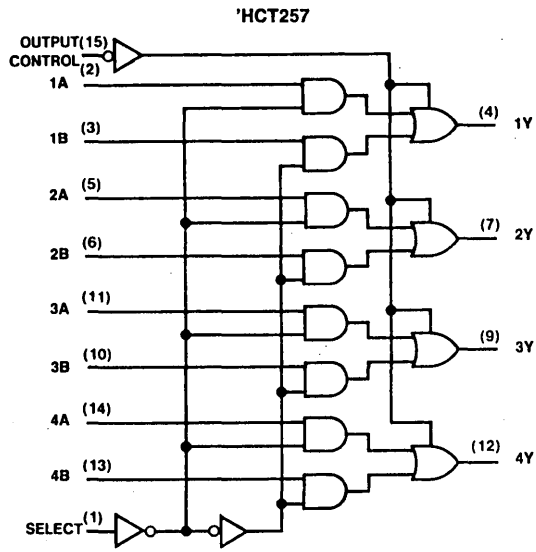 'HCT257
OUTPUT (15)
CONTROL
1A (2)
(4) 1Y
1B (3)
2A (5)
(7) 2Y
2B (6)
3A (11)
(9) 3Y
3B (10)
4A (14)
(12) 4Y
4B (13)
SELECT (1)